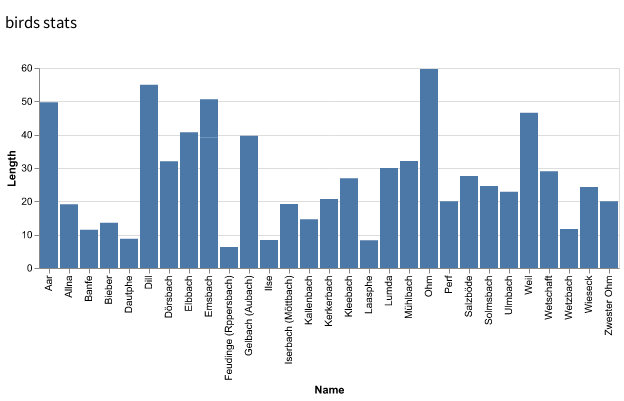 birds stats
60
50
40
30
20
10
0
Length
Aar
Allna
Banfe
Bieber
Dautphe
Dill
Dörsbach
Elbbach
Emsbach
Feudinge (Rppersbach)
Gelbach (Aubach)
Ilse
Iserbach (Möttbach)
Kallenbach
Kerkerbach
Kleebach
Laasphe
Lumda
Mühlbach
Ohm
Perf
Salzböde
Solmsbach
Ulmbach
Weil
Wetschaft
Wetzbach
Wieseck
Zwester Ohm
Name